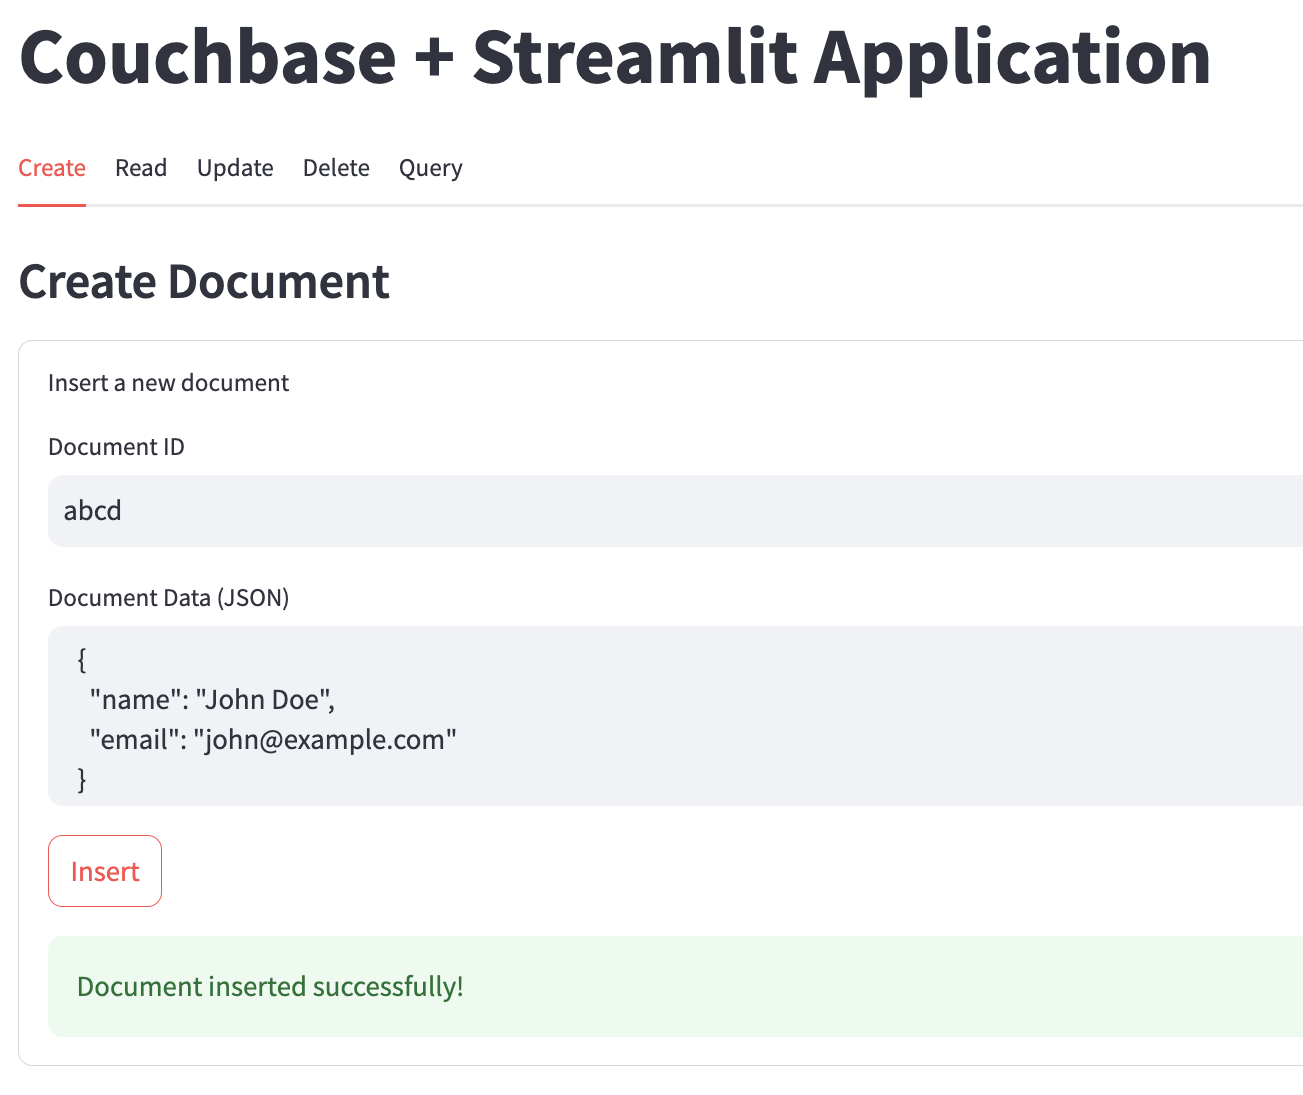 Couchbase + Streamlit Application
Create Read Update Delete Query
Create Document
Insert a new document
Document ID
abcd
Document Data (JSON)
{
"name": "John Doe",
"email": "john@example.com"
}
Insert
Document inserted successfully!